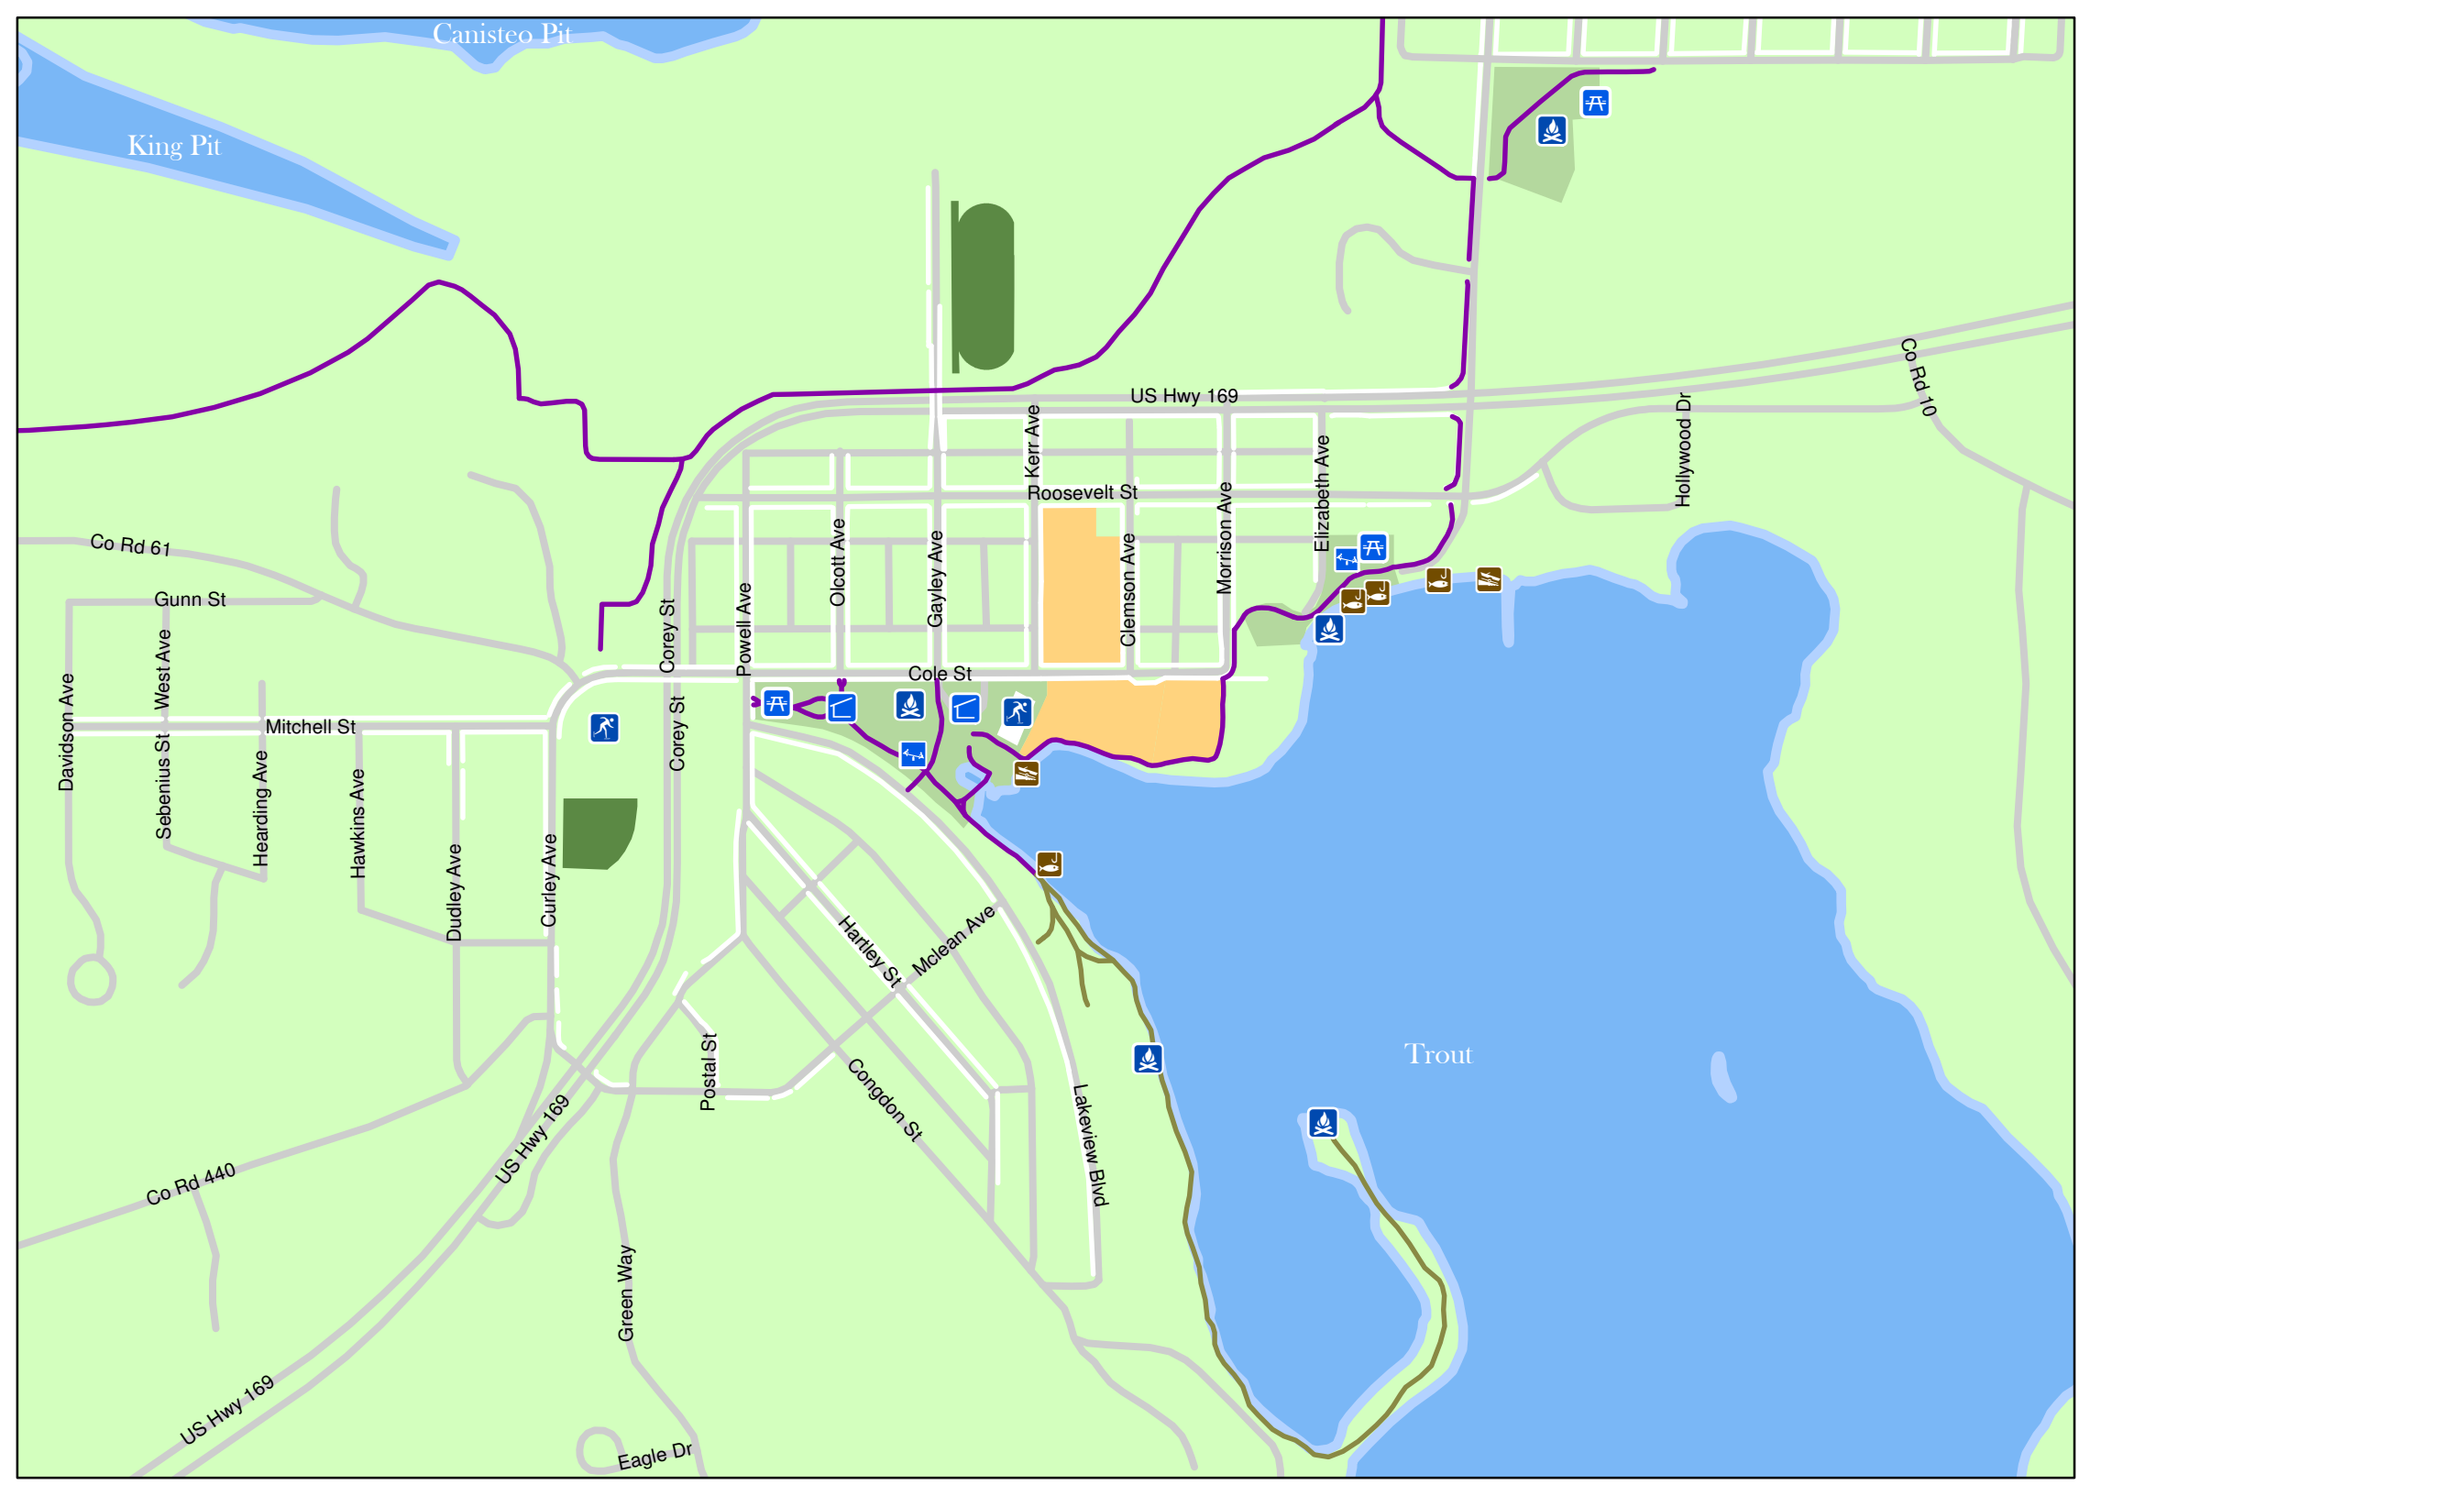 Canisteo Pit
King Pit
Co Rd 10
US Hwy 169
Kerr Ave
Hollywood Dr
Elizabeth Ave
Roosevelt St
Morrison Ave
Co Rd 61
Olcott Ave
Gayley Ave
Clemson Ave
Gunn St
Corey St
Powell Ave
West Ave
Cole St
Davidson Ave
Mitchell St
Corey St
Sebenius St
Hearding Ave
Hawkins Ave
Dudley Ave
Curley Ave
Hartley St
Mclean Ave
Trout
Postal St
Congdon St
Lakeview Blvd
US Hwy 169
Co Rd 440
Green Way
US Hwy 169
Eagle Dr